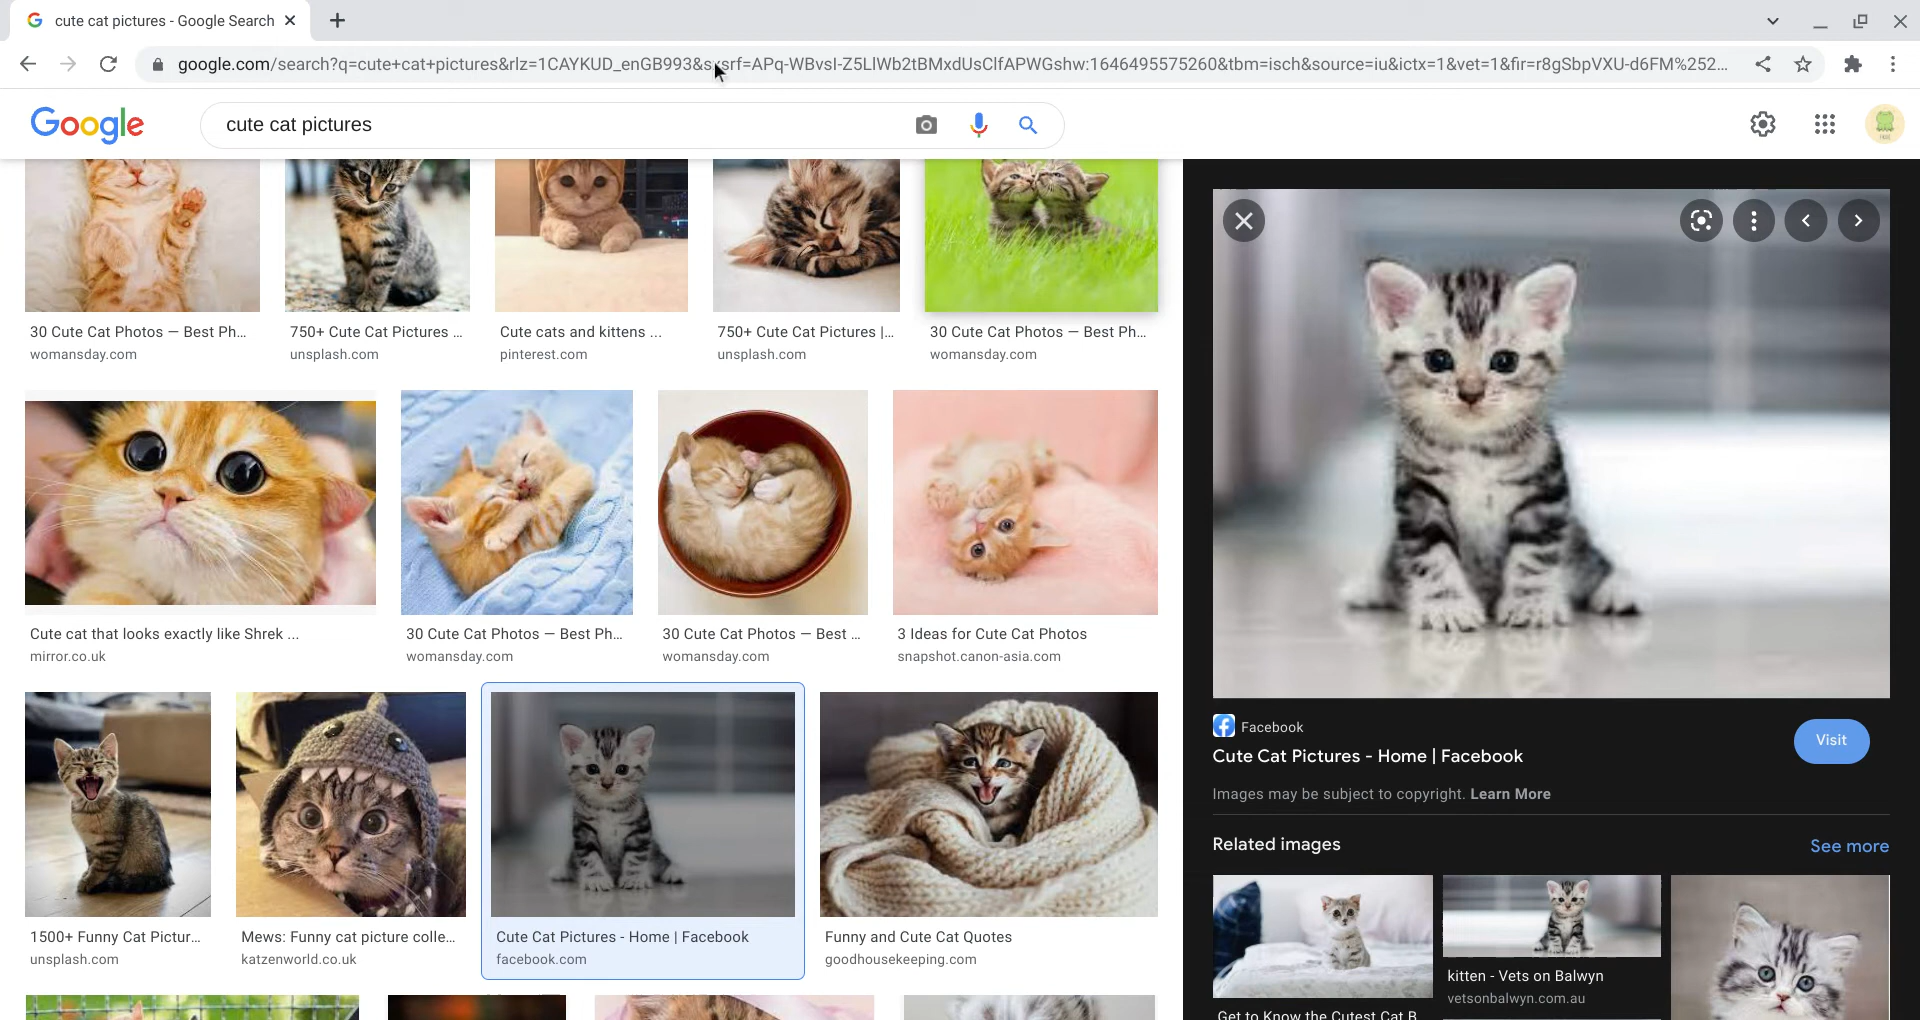 cute cat pictures - Google Search
google.com/search?q=cute+cat+pictures&rlz=1CAYKUD_enGB993&s srf=APq-WBvsI-Z5LlWb2tBMxdUsClfAPWGshw:1646495575260&tbm=isch&source=iu&ictx=1&vet=1&fir=r8gSbpVXU-d6FM%252...
Google
cute cat pictures
30 Cute Cat Photos — Best Ph...
womansday.com
750+ Cute Cat Pictures ...
unsplash.com
Cute cats and kittens ...
pinterest.com
750+ Cute Cat Pictures |...
unsplash.com
30 Cute Cat Photos — Best Ph...
womansday.com
Cute cat that looks exactly like Shrek ...
mirror.co.uk
30 Cute Cat Photos — Best Ph...
womansday.com
30 Cute Cat Photos — Best ...
womansday.com
3 Ideas for Cute Cat Photos
snapshot.canon-asia.com
1500+ Funny Cat Pictur...
unsplash.com
Mews: Funny cat picture colle...
katzenworld.co.uk
Cute Cat Pictures - Home | Facebook
facebook.com
Funny and Cute Cat Quotes
goodhousekeeping.com
Facebook
Cute Cat Pictures - Home | Facebook
Visit
Images may be subject to copyright. Learn More
Related images
See more
Get to Know the Cutest Cat B
kitten - Vets on Balwyn
vetsonbalwyn.com.au